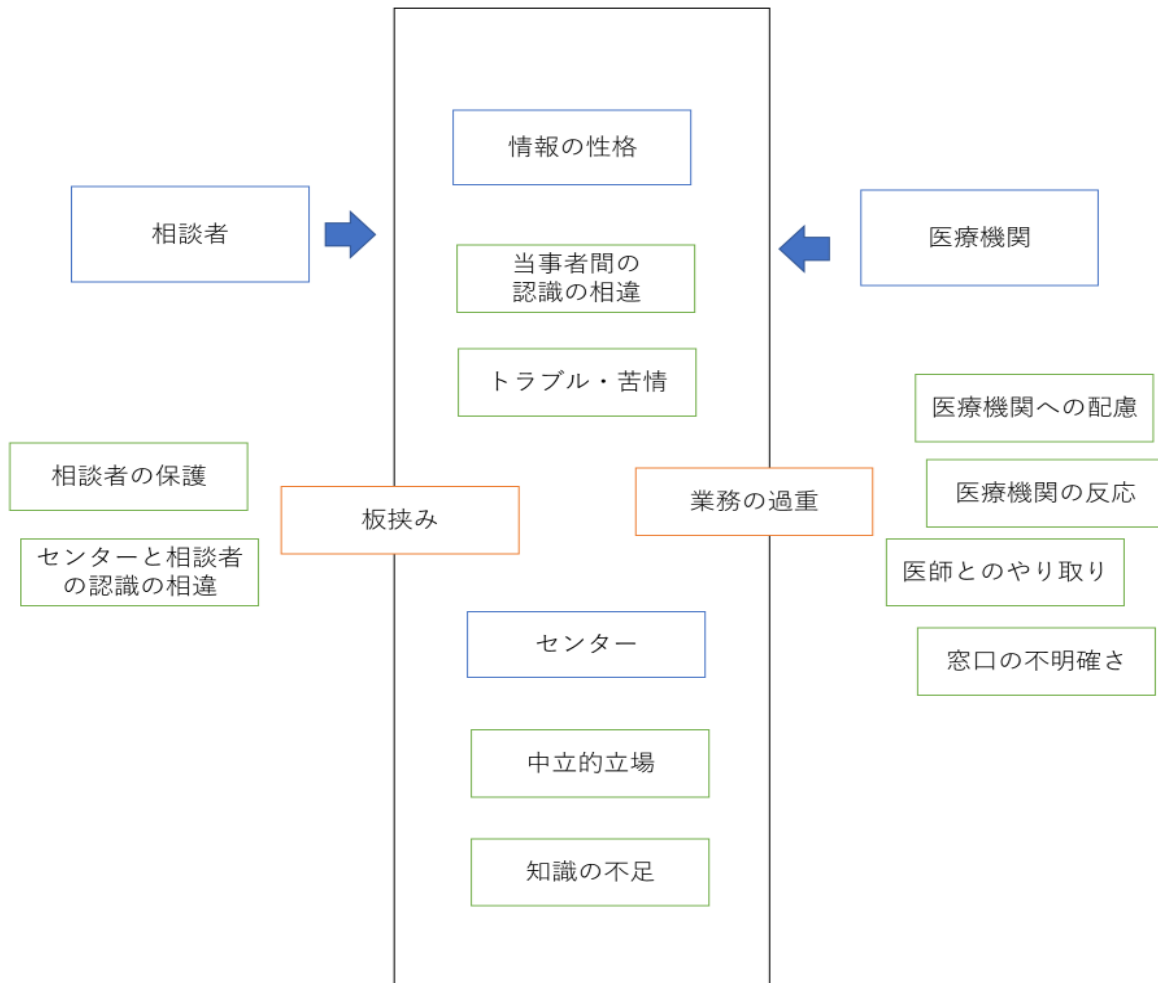 情報の性格
相談者
医療機関
当事者間の
認識の相違
トラブル・苦情
医療機関への配慮
相談者の保護
医療機関の反応
板挟み
業務の過重
センターと相談者
の認識の相違
医師とのやり取り
センター
窓口の不明確さ
中立的立場
知識の不足